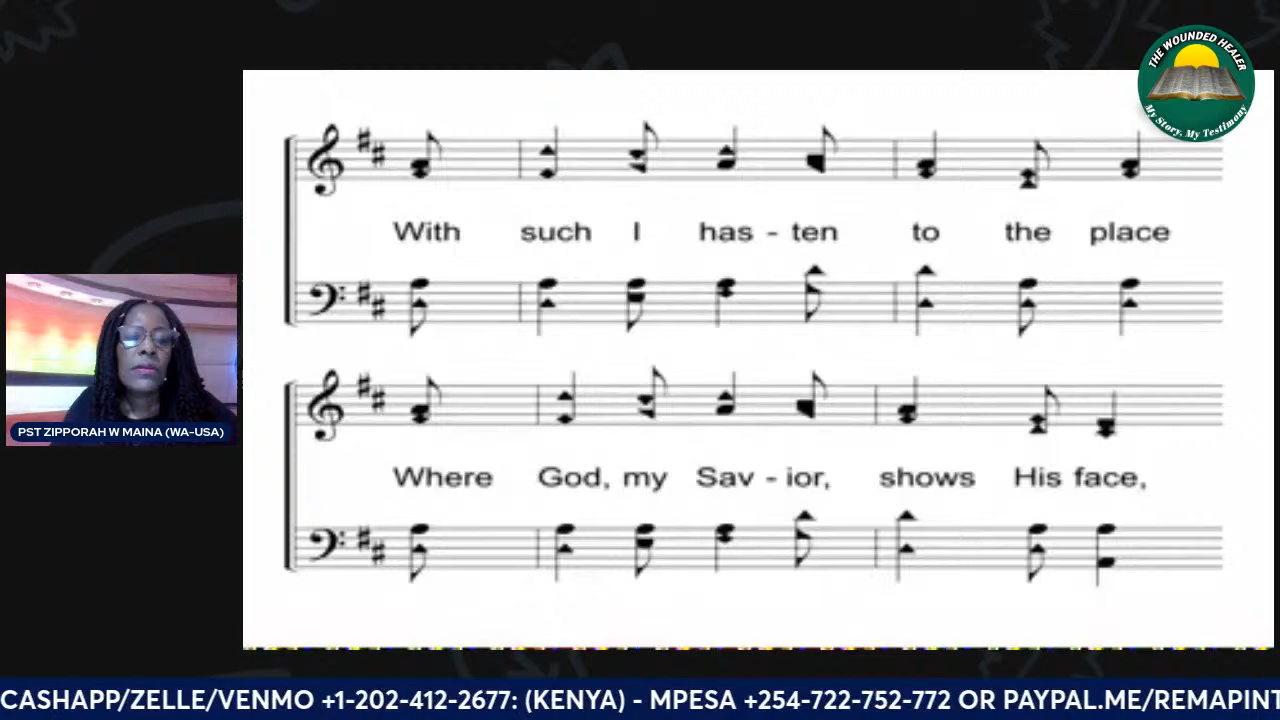 THE WOUNDED HEALER
My Story, My Testimony
With such I has - ten to the place
Where God, my Sav - ior, shows His face,
PST ZIPPORAH W MAINA (WA-USA)
CASHAPP/ZELLE/VENMO +1-202-412-2677: (KENYA) - MPESA +254-722-752-772 OR PAYPAL.ME/REMAPINT